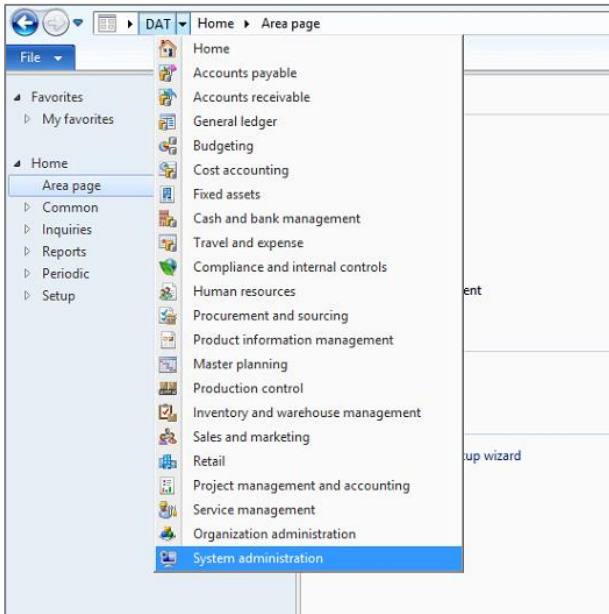 DAT Home Area page
File
Favorites
My favorites
Home
Area page
Common
Inquiries
Reports
Periodic
Setup
Home
Accounts payable
Accounts receivable
General ledger
Budgeting
Cost accounting
Fixed assets
Cash and bank management
Travel and expense
Compliance and internal controls
Human resources
Procurement and sourcing
Product information management
Master planning
Production control
Inventory and warehouse management
Sales and marketing
Retail
Project management and accounting
Service management
Organization administration
System administration
ent
up wizard